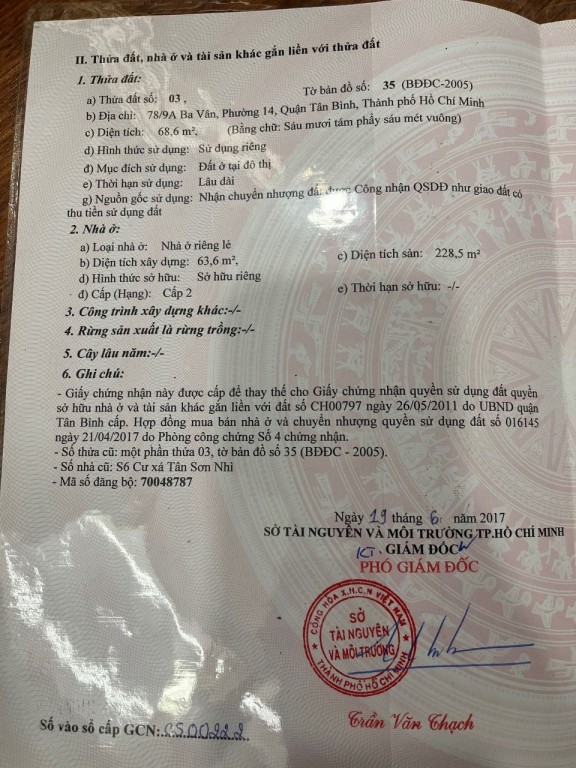 II. Thửa đất, nhà ở và tài sản khác gắn liền với thửa đất
1. Thửa đất:
a) Thửa đất số: 03 , Tờ bản đồ số: 35 (BĐĐC-2005)
b) Địa chỉ: 78/9A Ba Vân, Phường 14, Quận Tân Bình, Thành phố Hồ Chí Minh
c) Diện tích: 68,6 m², (Bằng chữ: Sáu mươi tám phẩy sáu mét vuông)
d) Hình thức sử dụng: Sử dụng riêng
đ) Mục đích sử dụng: Đất ở tại đô thị
e) Thời hạn sử dụng: Lâu dài
g) Nguồn gốc sử dụng: Nhận chuyển nhượng đất được Công nhận QSDĐ như giao đất có
thu tiền sử dụng đất
2. Nhà ở:
a) Loại nhà ở: Nhà ở riêng lẻ
b) Diện tích xây dựng: 63,6 m², c) Diện tích sàn: 228,5 m²
d) Hình thức sở hữu: Sở hữu riêng
đ) Cấp (Hạng): Cấp 2 e) Thời hạn sở hữu: -/-
3. Công trình xây dựng khác:-/-
4. Rừng sản xuất là rừng trồng:-/-
5. Cây lâu năm:-/-
6. Ghi chú:
- Giấy chứng nhận này được cấp để thay thế cho Giấy chứng nhận quyền sử dụng đất quyền
sở hữu nhà ở và tài sản khác gắn liền với đất số CH00797 ngày 26/05/2011 do UBND quận
Tân Bình cấp. Hợp đồng mua bán nhà ở và chuyển nhượng quyền sử dụng đất số 016145
ngày 21/04/2017 do Phòng công chứng Số 4 chứng nhận.
- Số thửa cũ: một phần thửa 03, tờ bản đồ số 35 (BĐĐC - 2005).
- Số nhà cũ: S6 Cư xá Tân Sơn Nhì
- Mã số đăng bộ: 70048787
Ngày 19 tháng 6 năm 2017
SỞ TÀI NGUYÊN VÀ MÔI TRƯỜNG TP.HỒ CHÍ MINH
KT. GIÁM ĐỐC
PHÓ GIÁM ĐỐC
CỘNG HÒA X.H.C.N VIỆT NAM
SỞ
TÀI NGUYÊN
VÀ MÔI TRƯỜNG
THÀNH PHỐ HỒ CHÍ MINH
Trần Văn Thạch
Số vào sổ cấp GCN: CS00222